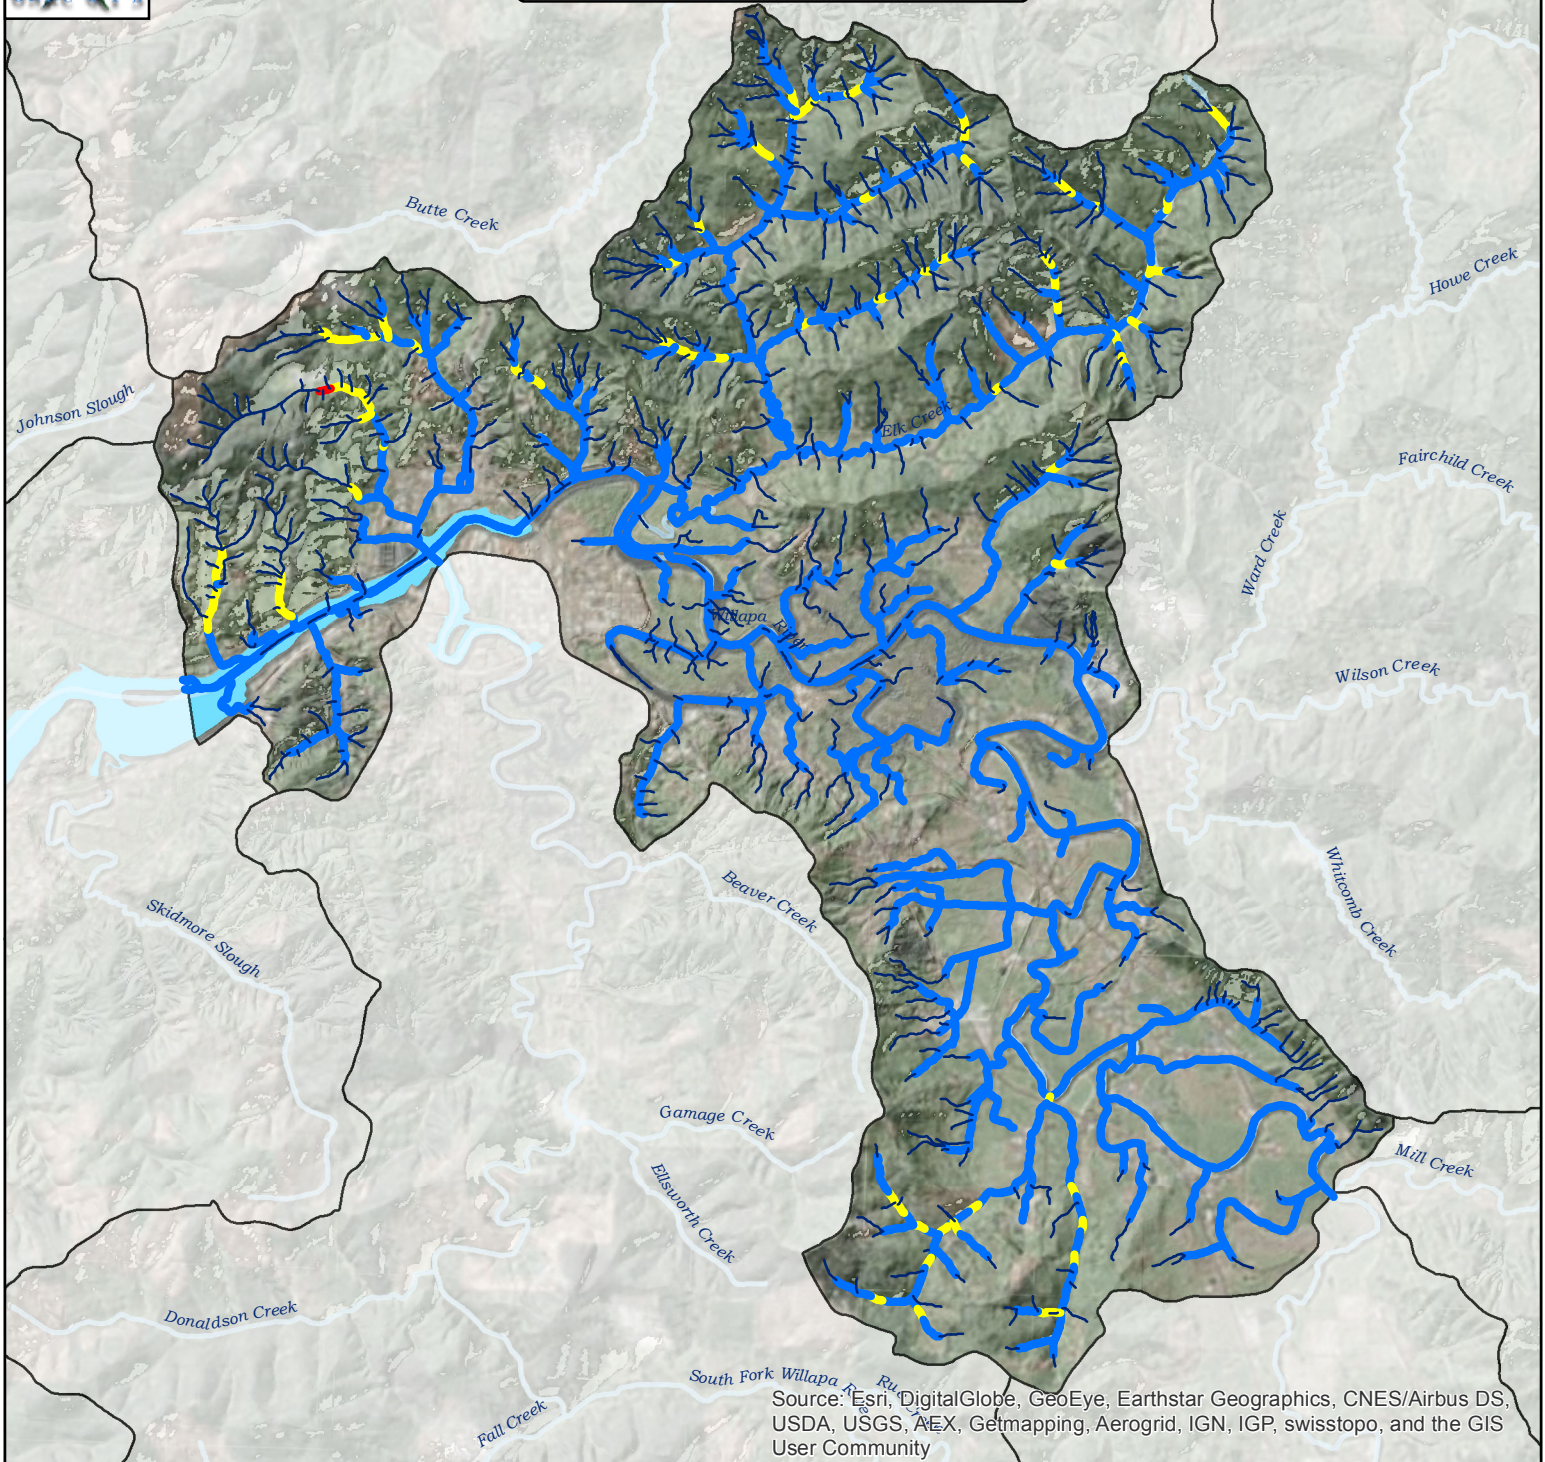 Butte Creek
Howe Creek
Johnson Slough
Elk Creek
Fairchild Creek
Ward Creek
Willapa River
Wilson Creek
Whitcomb Creek
Beaver Creek
Skidmore Slough
Gamage Creek
Mill Creek
Ellsworth Creek
Donaldson Creek
South Fork Willapa
Fall Creek
Source: Esri, DigitalGlobe, GeoEye, Earthstar Geographics, CNES/Airbus DS,
USDA, USGS, AEX, Getmapping, Aerogrid, IGN, IGP, swisstopo, and the GIS
User Community